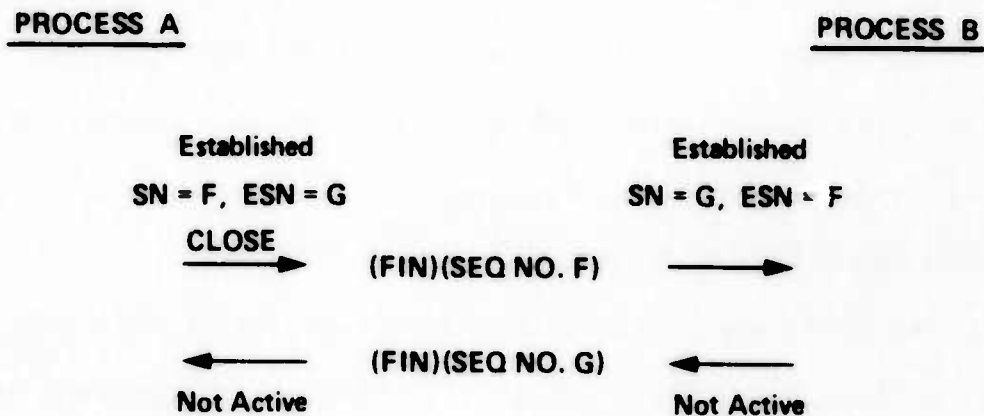 PROCESS A PROCESS B
Established Established
SN = F, ESN = G SN = G, ESN = F
CLOSE
(FIN)(SEQ NO. F)
(FIN)(SEQ NO. G)
Not Active Not Active